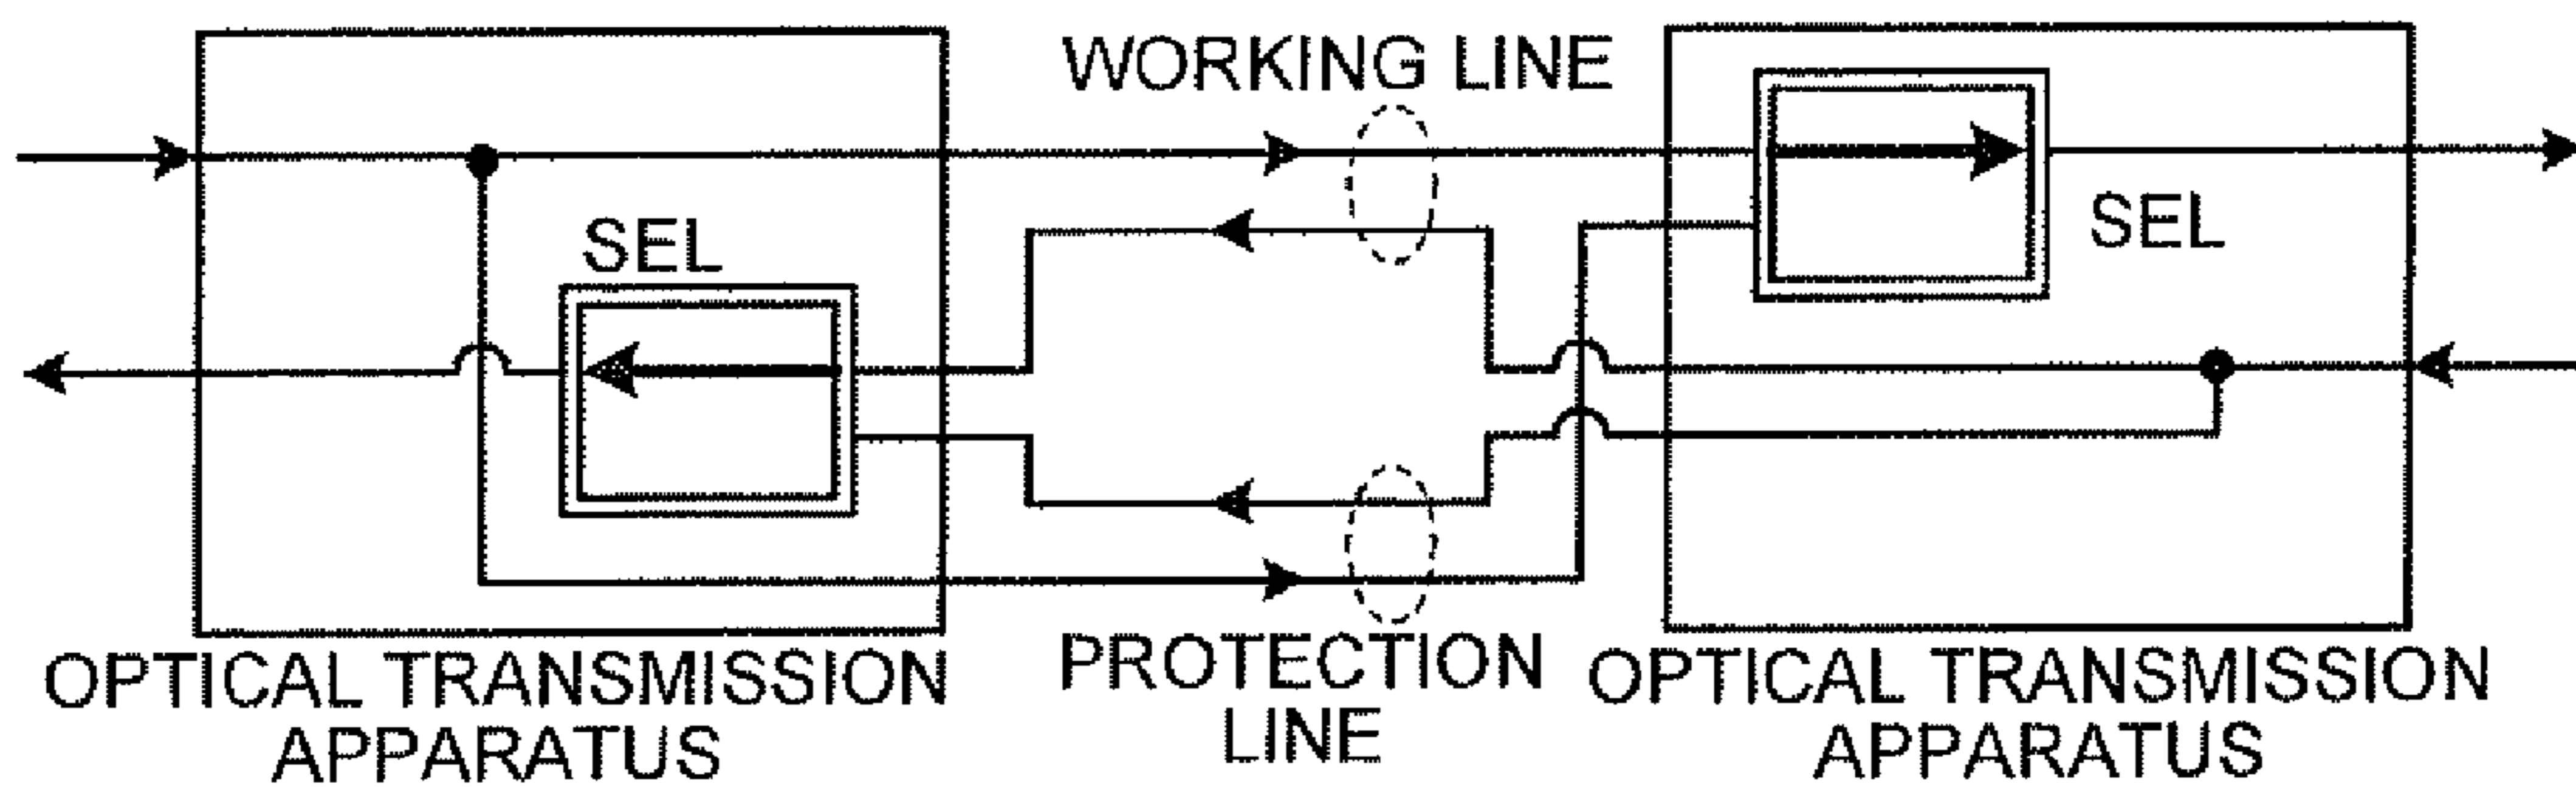 WORKING LINE
SEL
SEL
OPTICAL TRANSMISSION
APPARATUS
PROTECTION
LINE
OPTICAL TRANSMISSION
APPARATUS